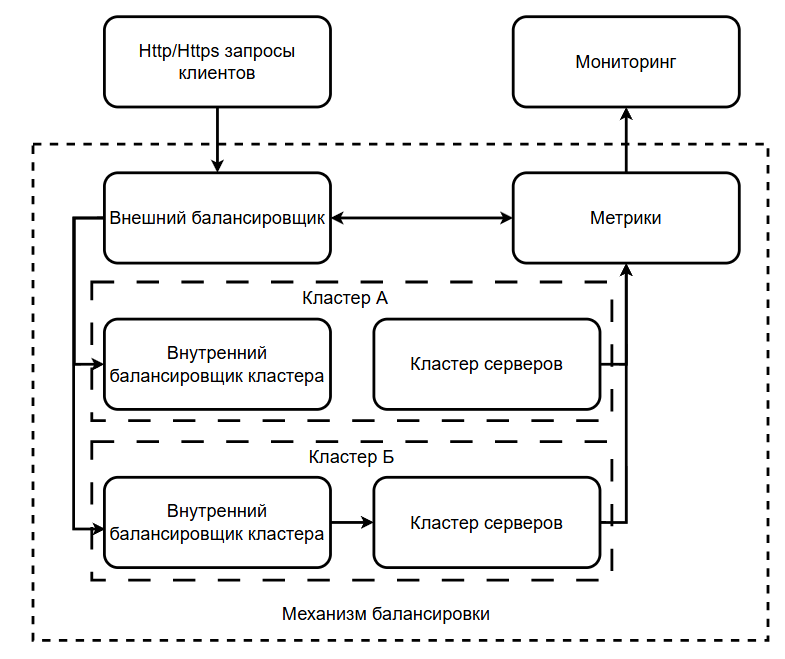 Http/Https запросы
клиентов
Мониторинг
Внешний балансировщик
Метрики
Кластер А
Внутренний
балансировщик кластера
Кластер серверов
Кластер Б
Внутренний
балансировщик кластера
Кластер серверов
Механизм балансировки